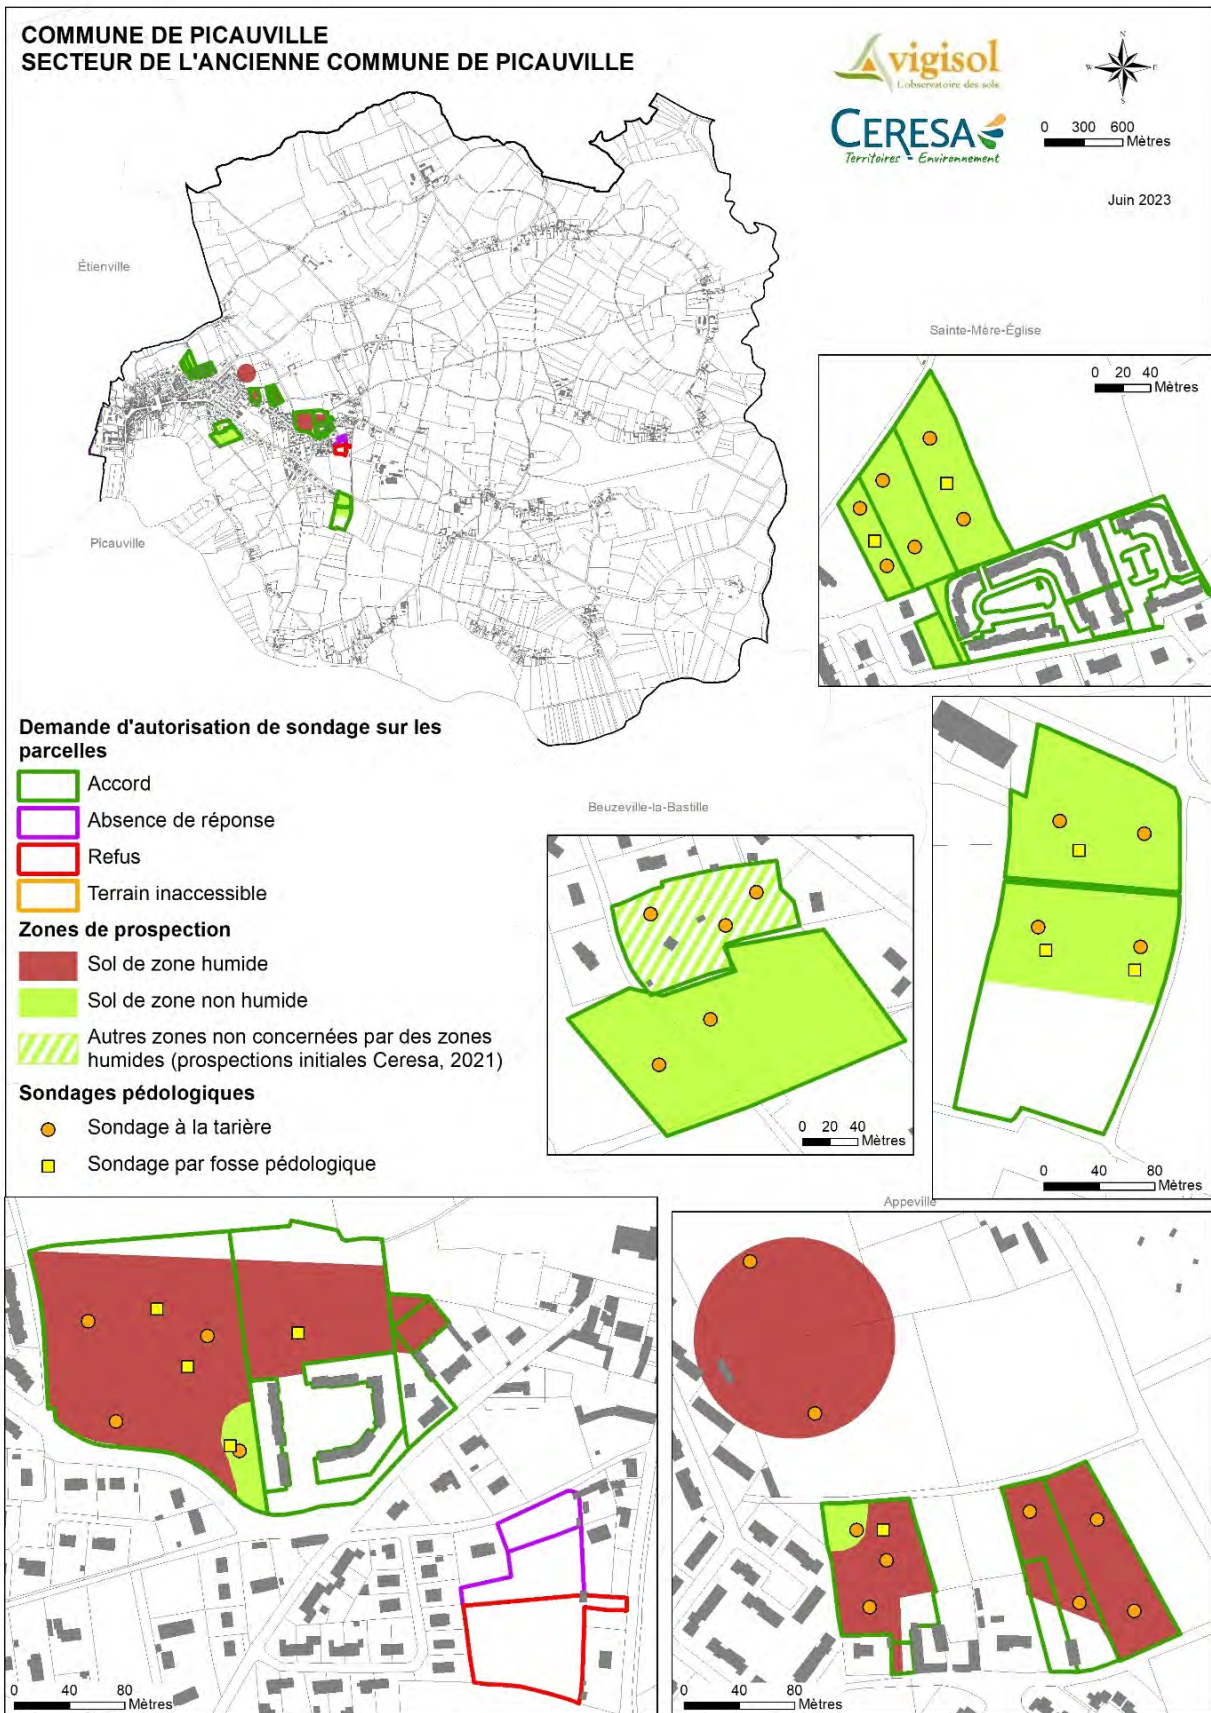 COMMUNE DE PICAUVILLE
SECTEUR DE L'ANCIENNE COMMUNE DE PICAUVILLE
vigisol
L'observatoire des sols
CERESA
Territoires - Environnement
N
W E
S
0 300 600
Mètres
Juin 2023
Étienville
Sainte-Mère-Église
0 20 40
Mètres
Picauville
Demande d'autorisation de sondage sur les
parcelles
Accord
Absence de réponse
Refus
Terrain inaccessible
Zones de prospection
Sol de zone humide
Sol de zone non humide
Autres zones non concernées par des zones
humides (prospections initiales Ceresa, 2021)
Sondages pédologiques
Sondage à la tarière
Sondage par fosse pédologique
Beuzeville-la-Bastille
0 20 40
Mètres
0 40 80
Mètres
Appeville
0 40 80
Mètres
0 40 80
Mètres